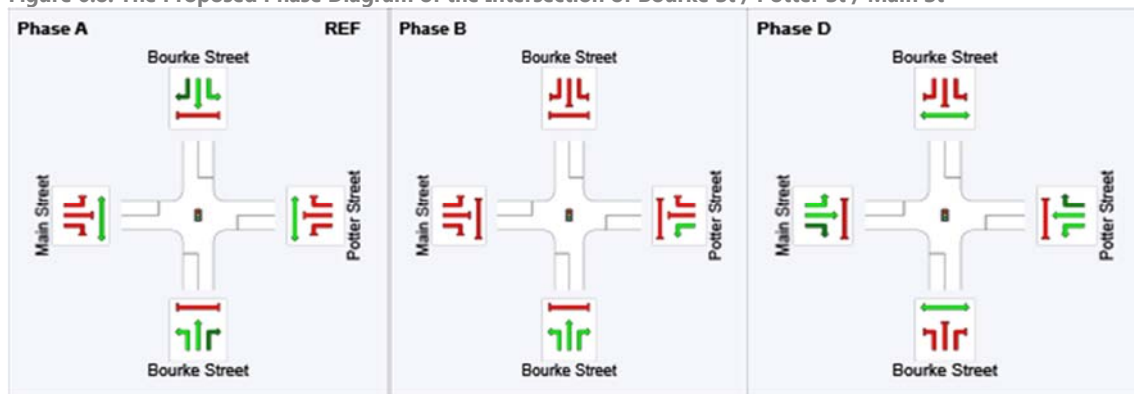 Figure 6.6: The Proposed Phase Diagram of the Intersection of Bourke St / Potter St / Main St
Phase A REF
Bourke Street
Main Street
Potter Street
Bourke Street
Phase B
Bourke Street
Main Street
Potter Street
Bourke Street
Phase D
Bourke Street
Main Street
Potter Street
Bourke Street